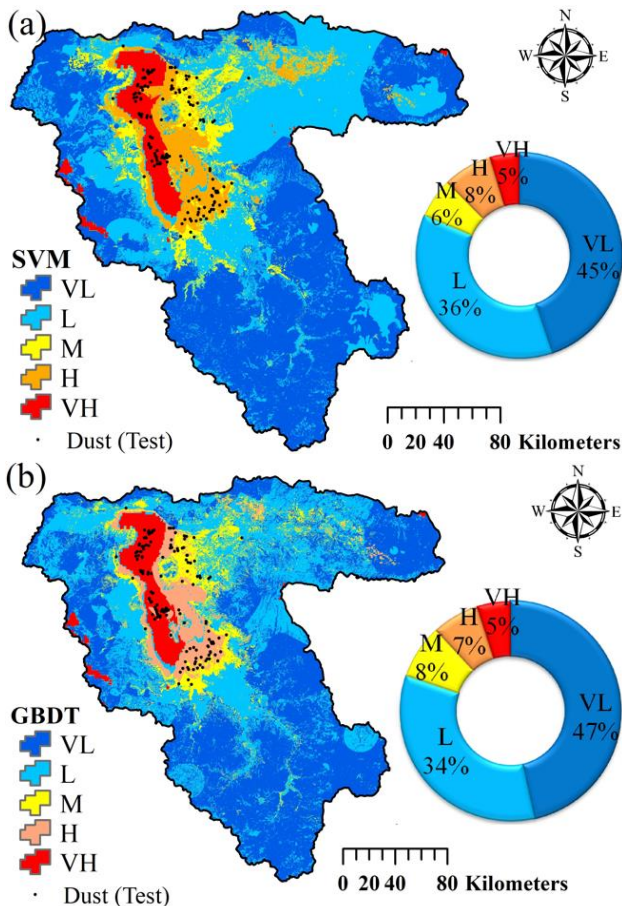 (a)
N
W E
S
VH
5%
H
8%
M
6%
VL
45%
L
36%
SVM
VL
L
M
H
VH
Dust (Test)
0 20 40 80 Kilometers
(b)
N
W E
S
VH
5%
H
7%
M
8%
VL
47%
L
34%
GBDT
VL
L
M
H
VH
Dust (Test)
0 20 40 80 Kilometers